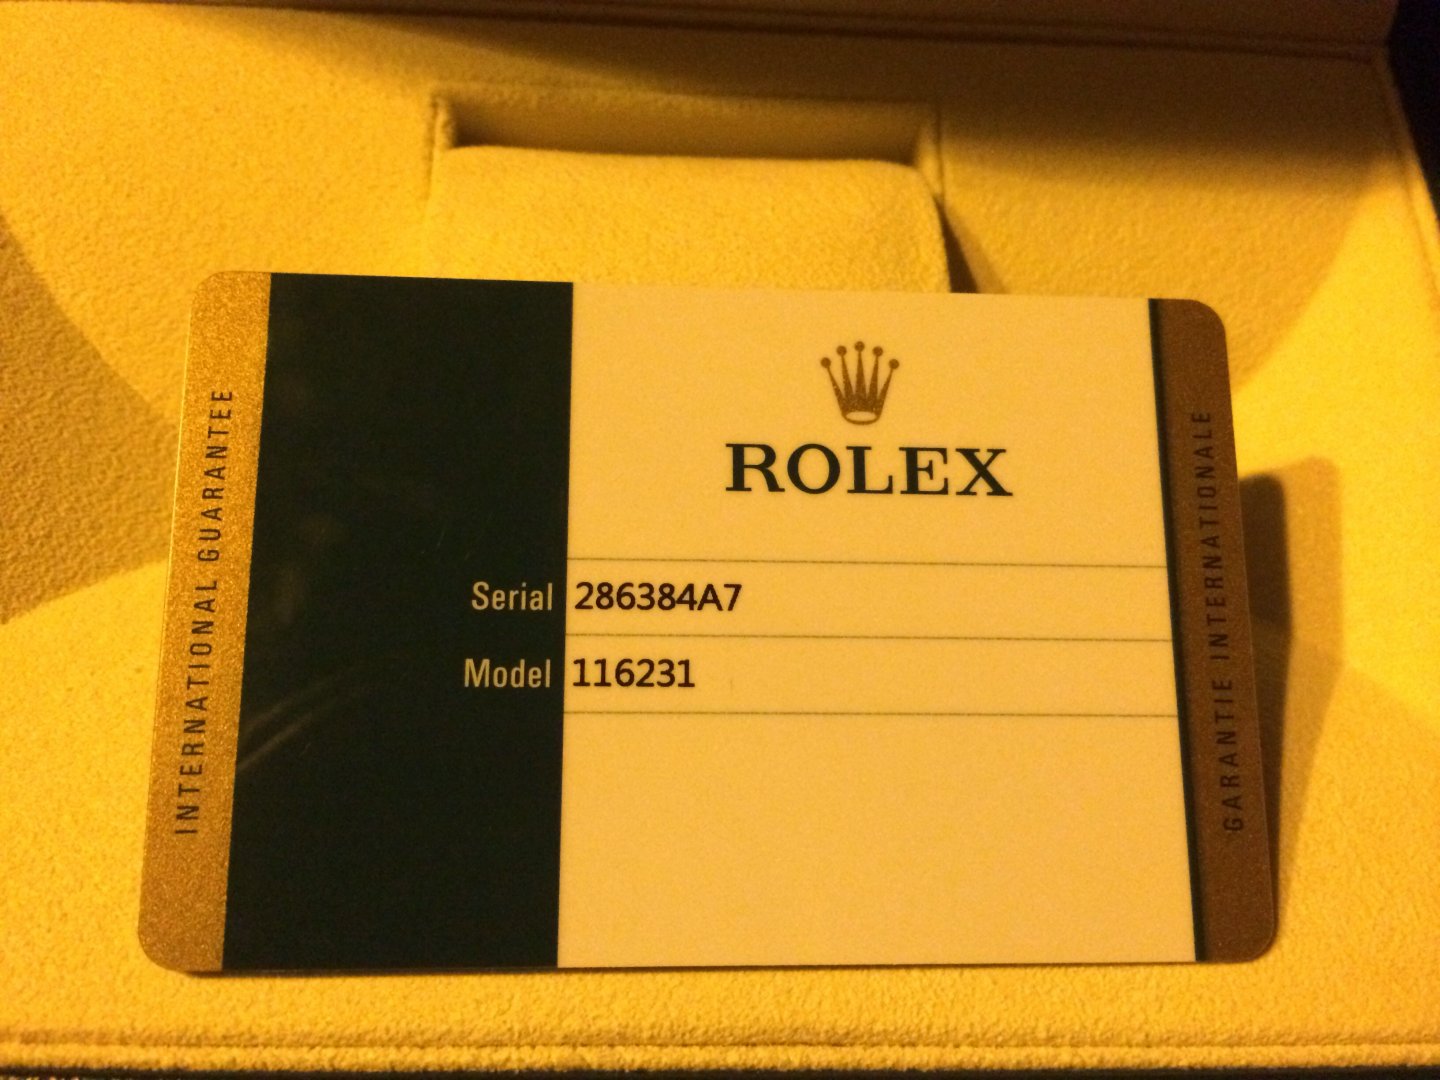 INTERNATIONAL GUARANTEE
ROLEX
Serial 286384A7
Model 116231
GARANTIE INTERNATIONALE